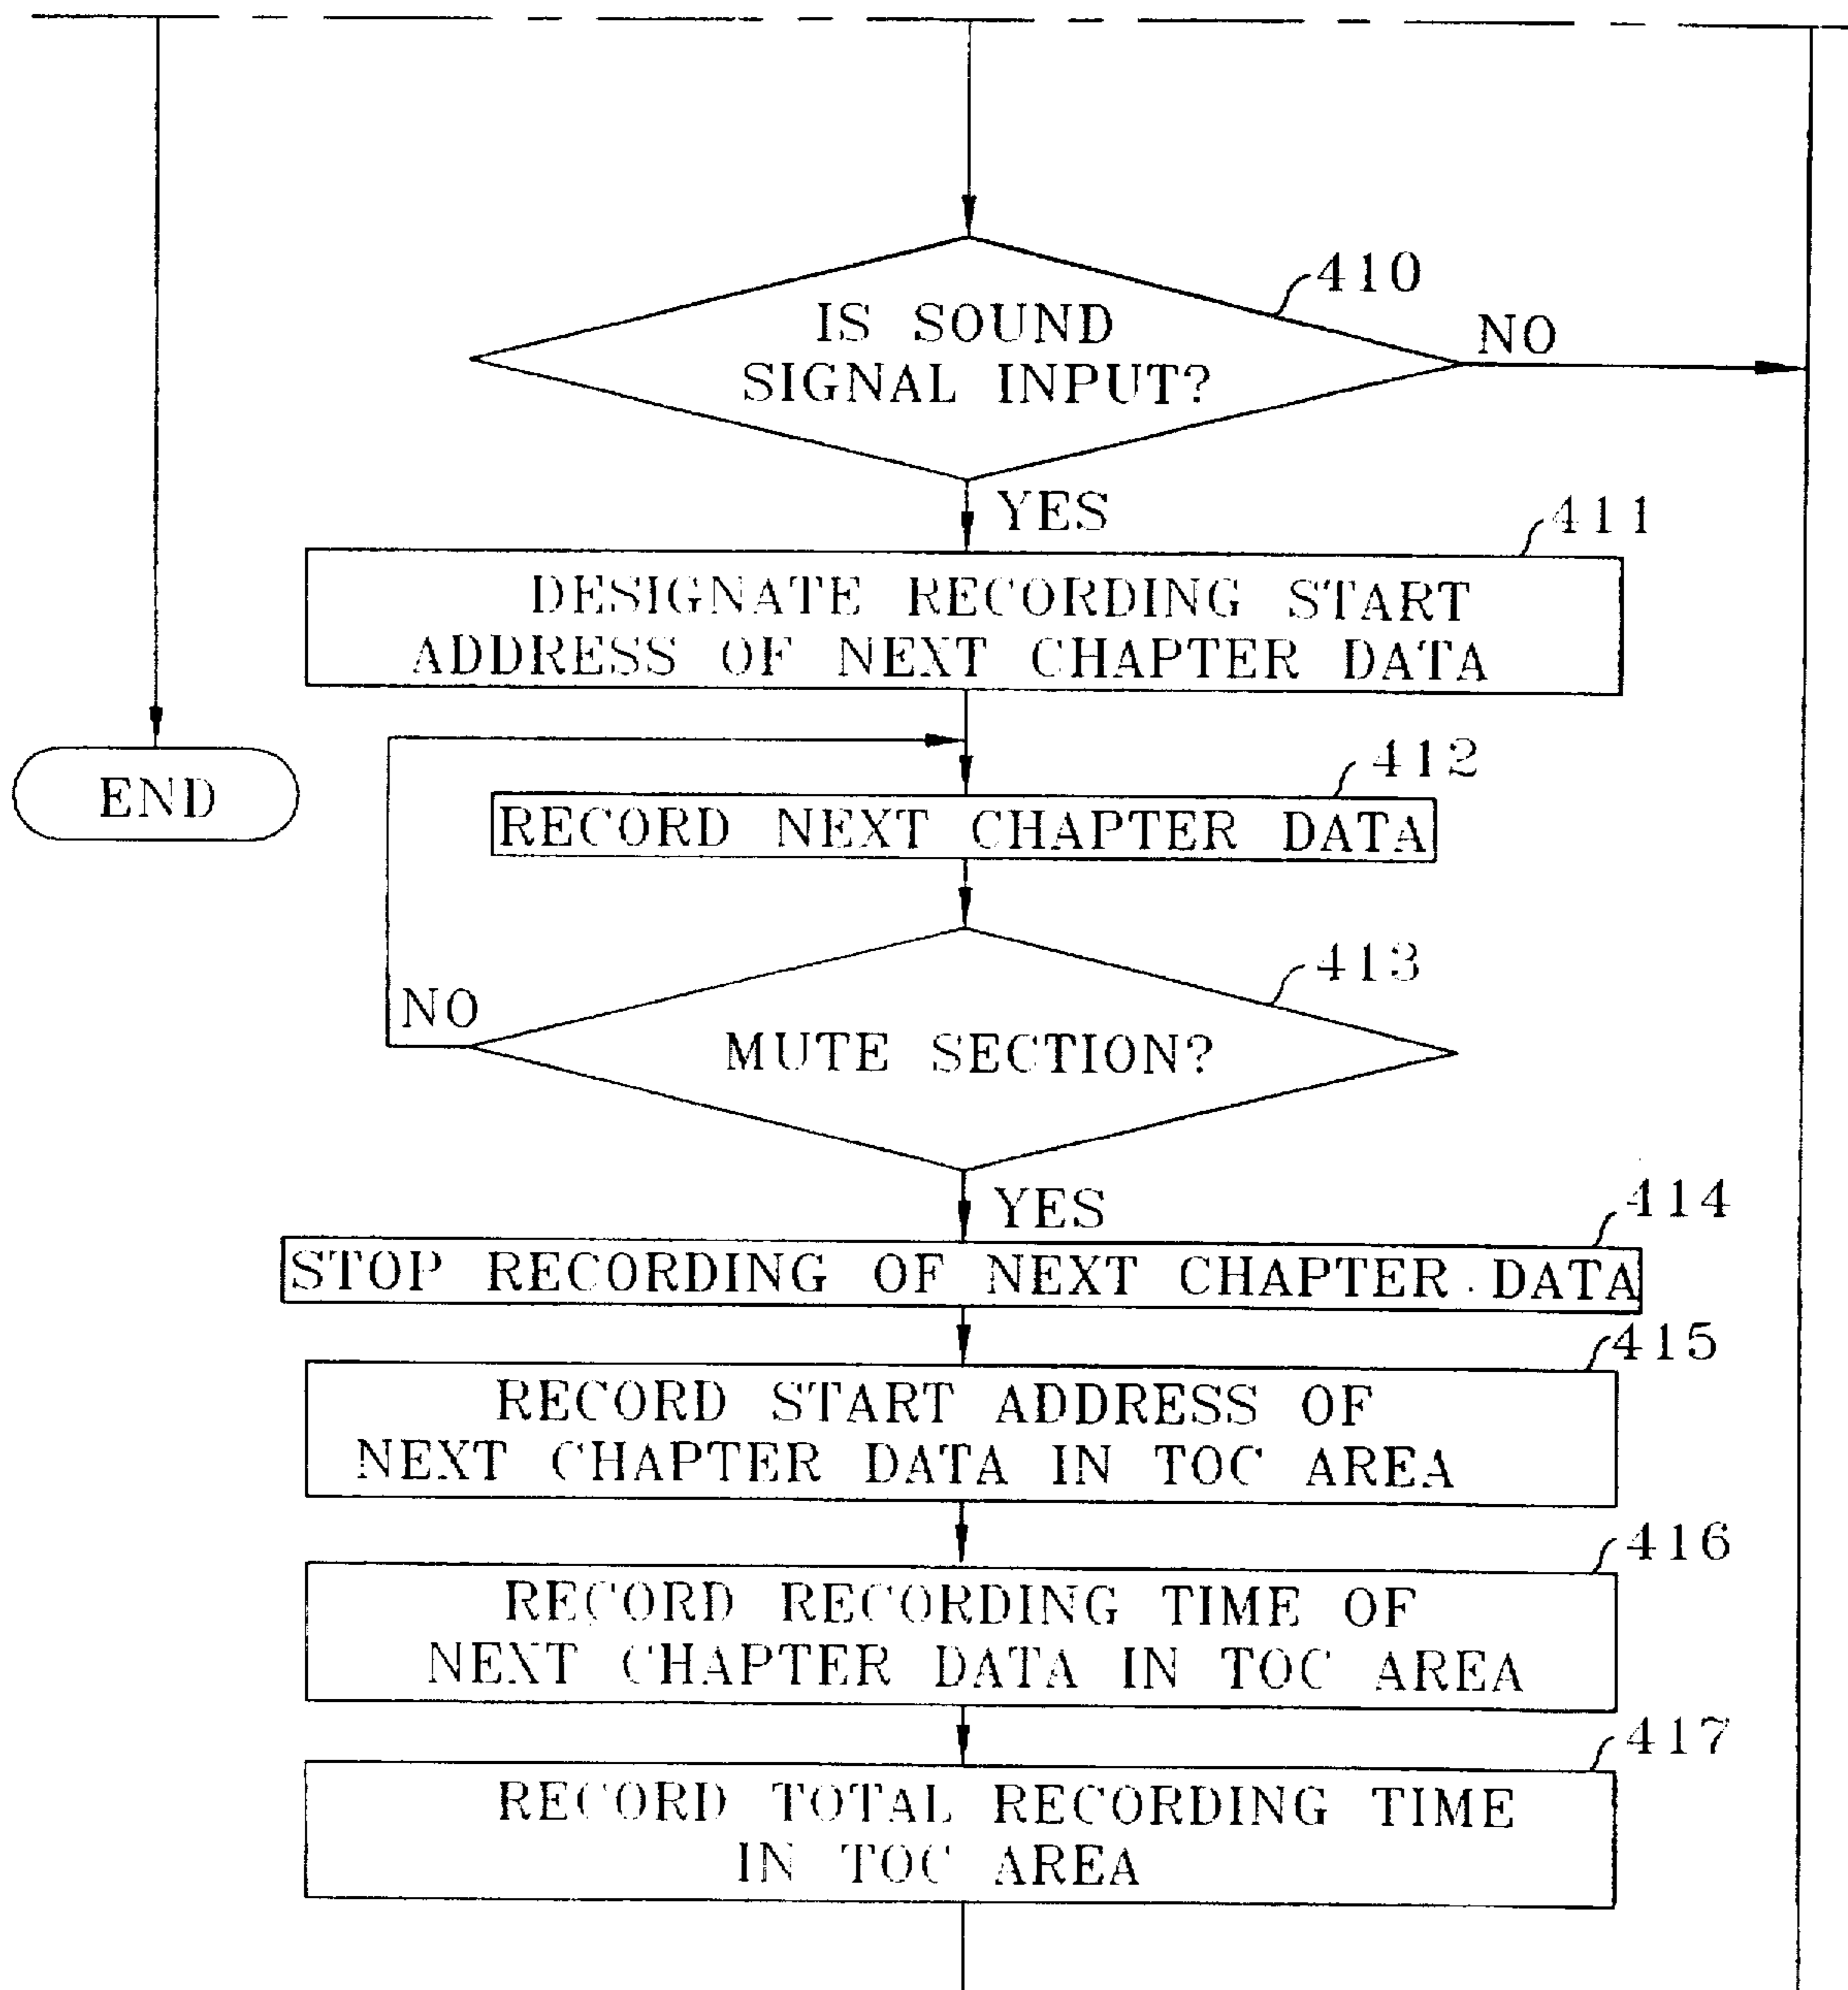 410
IS SOUND
SIGNAL INPUT?
NO
YES
411
DESIGNATE RECORDING START
ADDRESS OF NEXT CHAPTER DATA
END
412
RECORD NEXT CHAPTER DATA
413
NO
MUTE SECTION?
YES
414
STOP RECORDING OF NEXT CHAPTER DATA
415
RECORD START ADDRESS OF
NEXT CHAPTER DATA IN TOC AREA
416
RECORD RECORDING TIME OF
NEXT CHAPTER DATA IN TOC AREA
417
RECORD TOTAL RECORDING TIME
IN TOC AREA